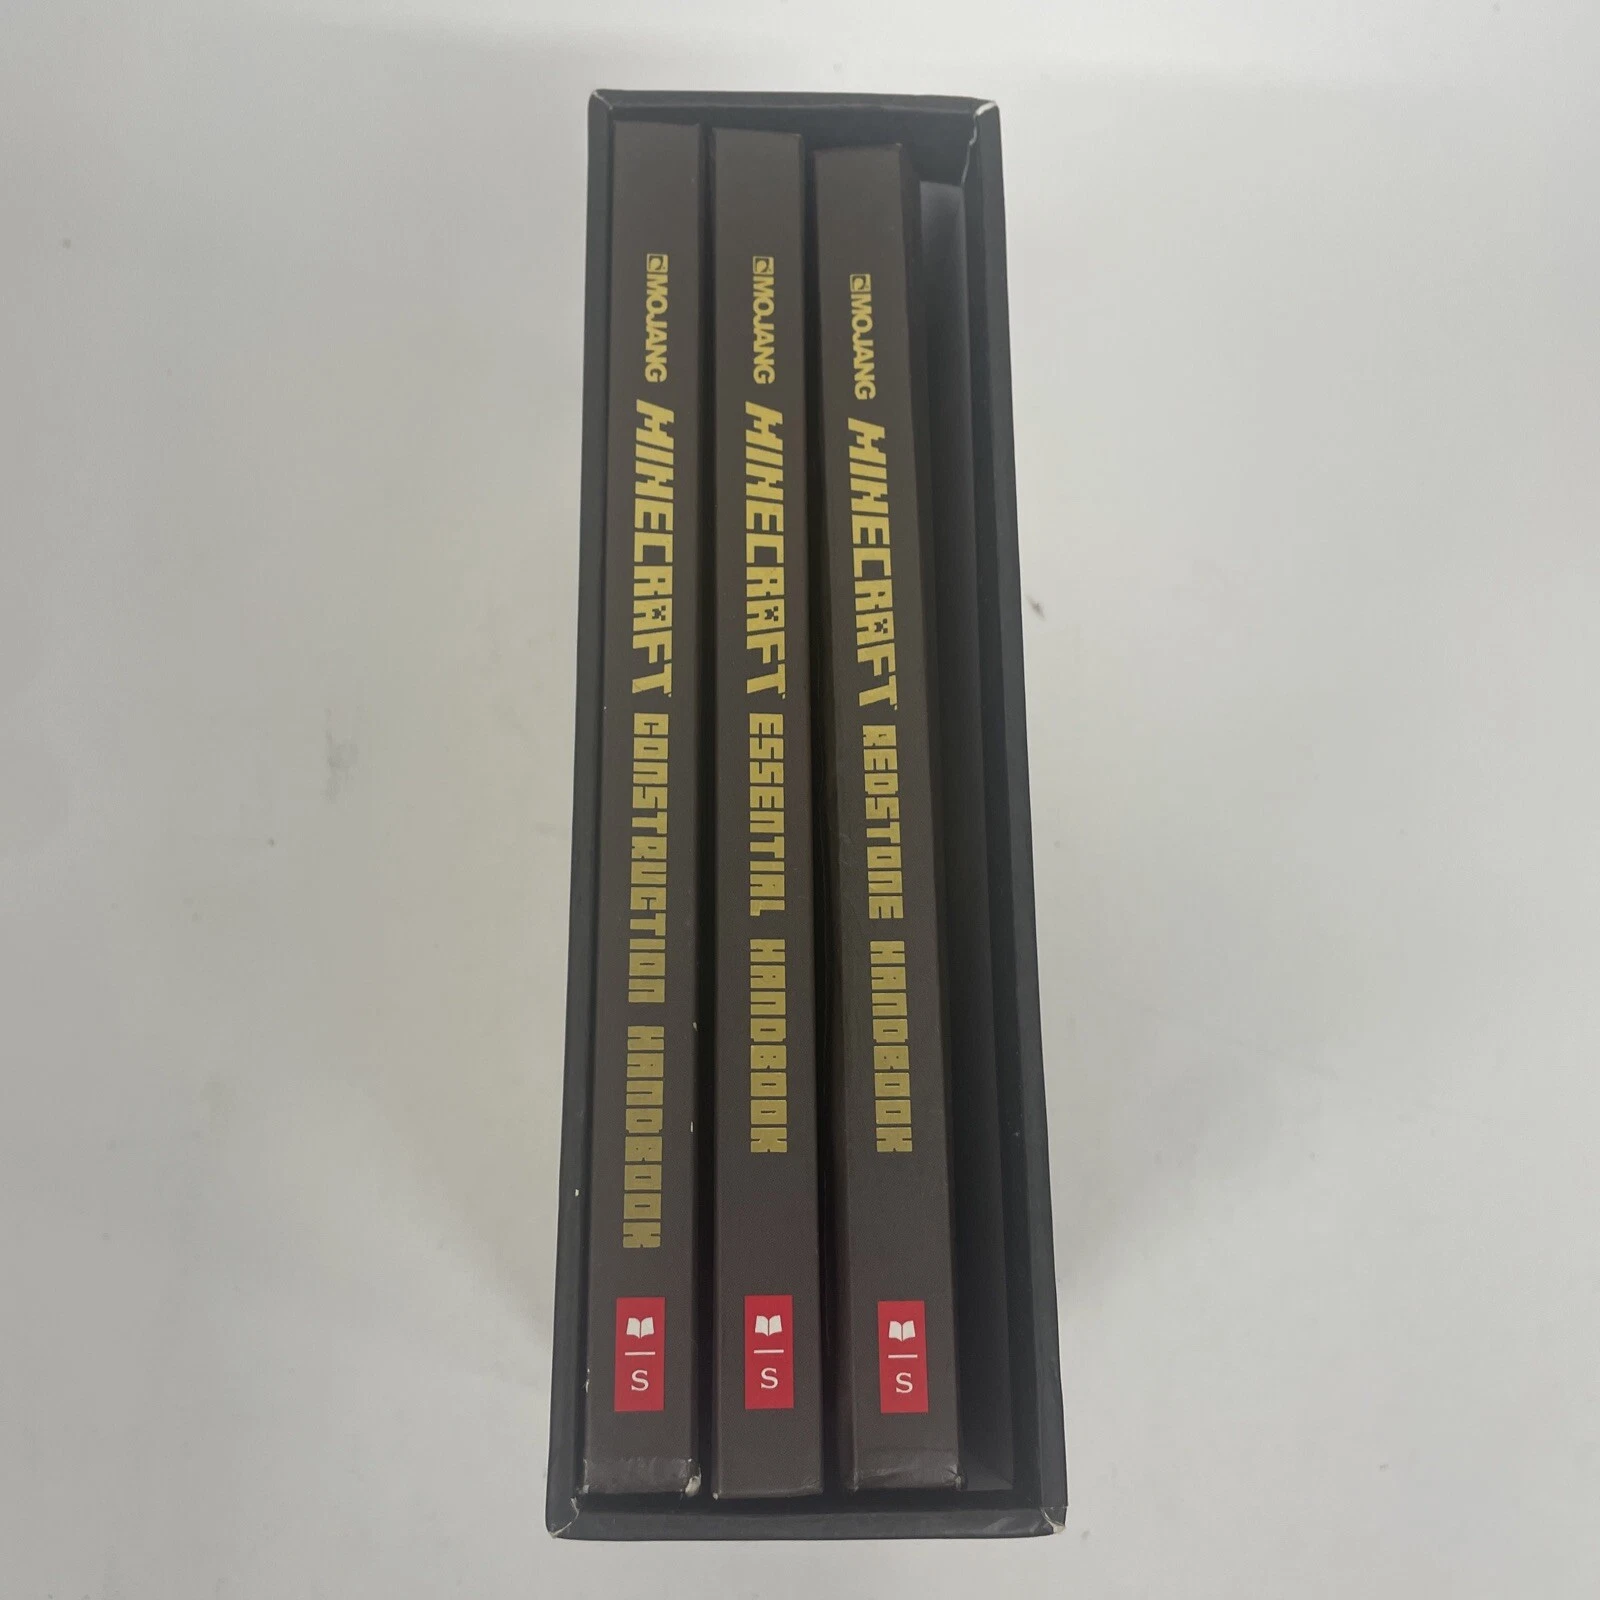 MOJANG MINECRAFT CONSTRUCTION HANDBOOK S
MOJANG MINECRAFT ESSENTIAL HANDBOOK S
MOJANG MINECRAFT REDSTONE HANDBOOK S